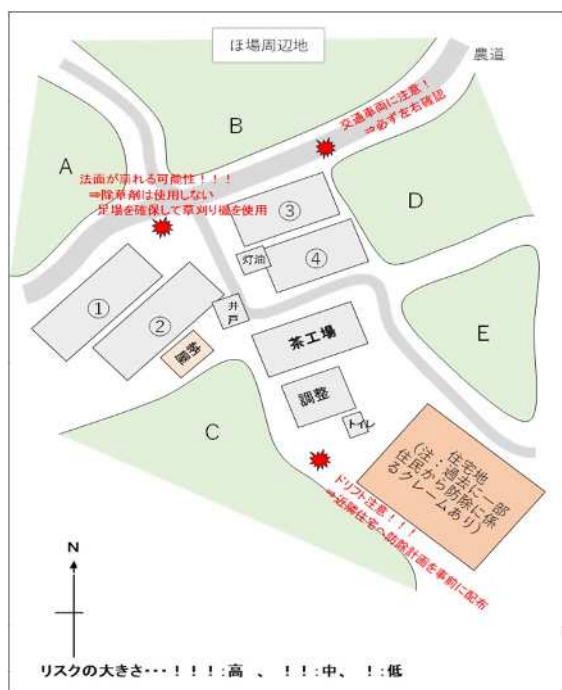 ほ場周辺地
農道
交通車両に注意！
⇒必ず左右確認
B
A
法面が崩れる可能性！！！
⇒除草剤は使用しない
足場を確保して草刈り機を使用
D
③
灯油
④
①
②
井戸
納屋
茶工場
E
調整
トイレ
C
住宅地
(注：過去に一部
住民から防除に係
るクレームあり)
ドリフト注意！！！
⇒近隣住宅へ防除計画を事前に配布
N
リスクの大きさ･･･！！！:高 、 ！！:中、 ！:低